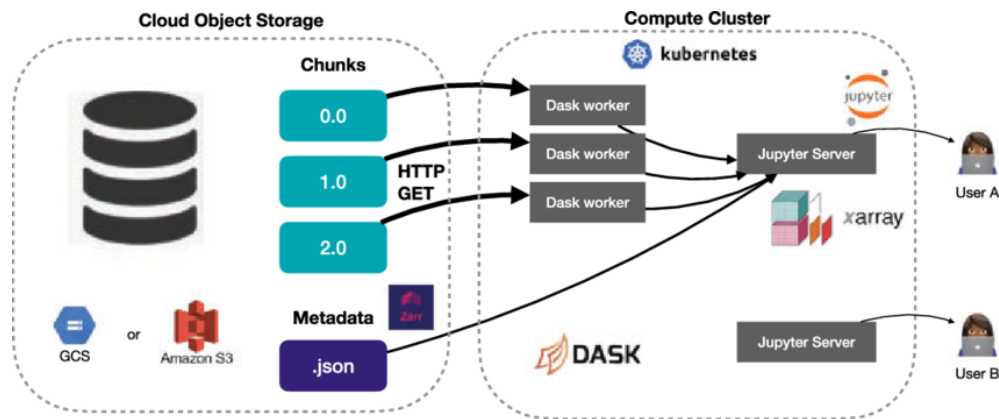 Cloud Object Storage
Compute Cluster
Chunks
0.0
1.0
2.0
HTTP
GET
Metadata
.json
Zarr
GCS
or
Amazon S3
kubernetes
Dask worker
Dask worker
Dask worker
DASK
jupyter
Jupyter Server
xarray
Jupyter Server
User A
User B